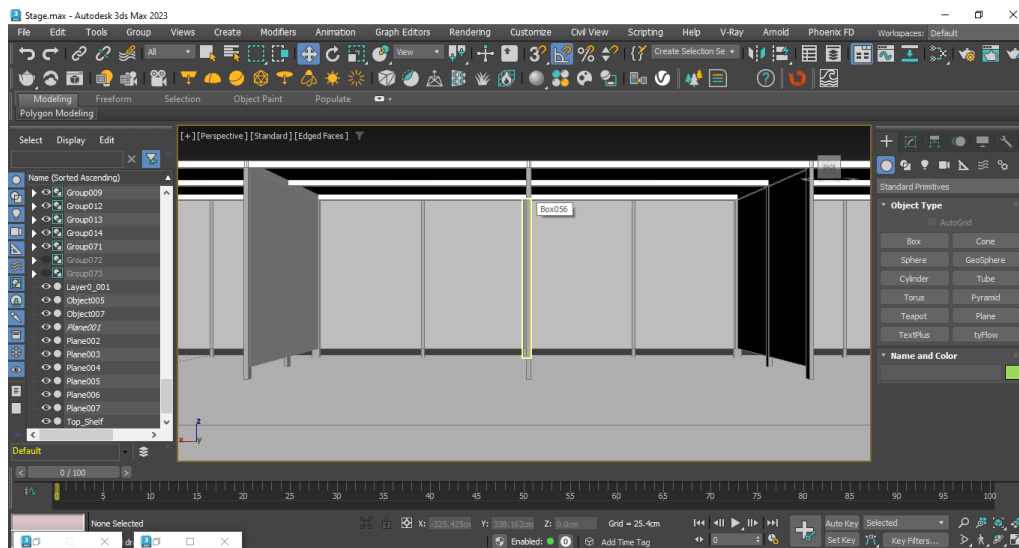 Stage.max - Autodesk 3ds Max 2023
File Edit Tools Group Views Create Modifiers Animation Graph Editors Rendering Customize Civil View Scripting Help V-Ray Arnold Phoenix FD Workspaces: Default
All View Create Selection Se
Modeling Freeform Selection Object Paint Populate
Polygon Modeling
Select Display Edit
[+] [Perspective] [Standard] [Edged Faces]
Name (Sorted Ascending)
Group009
Group012
Group013
Group014
Group071
Group072
Group073
Layer0_001
Object005
Object007
Plane001
Plane002
Plane003
Plane004
Plane005
Plane006
Plane007
Top_Shelf
Box056
z
x y
Standard Primitives
Object Type
AutoGrid
Box Cone
Sphere GeoSphere
Cylinder Tube
Torus Pyramid
Teapot Plane
TextPlus tyFlow
Name and Color
Default
0 / 100
0 5 10 15 20 25 30 35 40 45 50 55 60 65 70 75 80 85 90 95 100
None Selected X: -325.425cm Y: 338.162cm Z: 0.0cm Grid = 25.4cm Auto Key Selected
Enabled: 0 Add Time Tag 0 Set Key Key Filters...